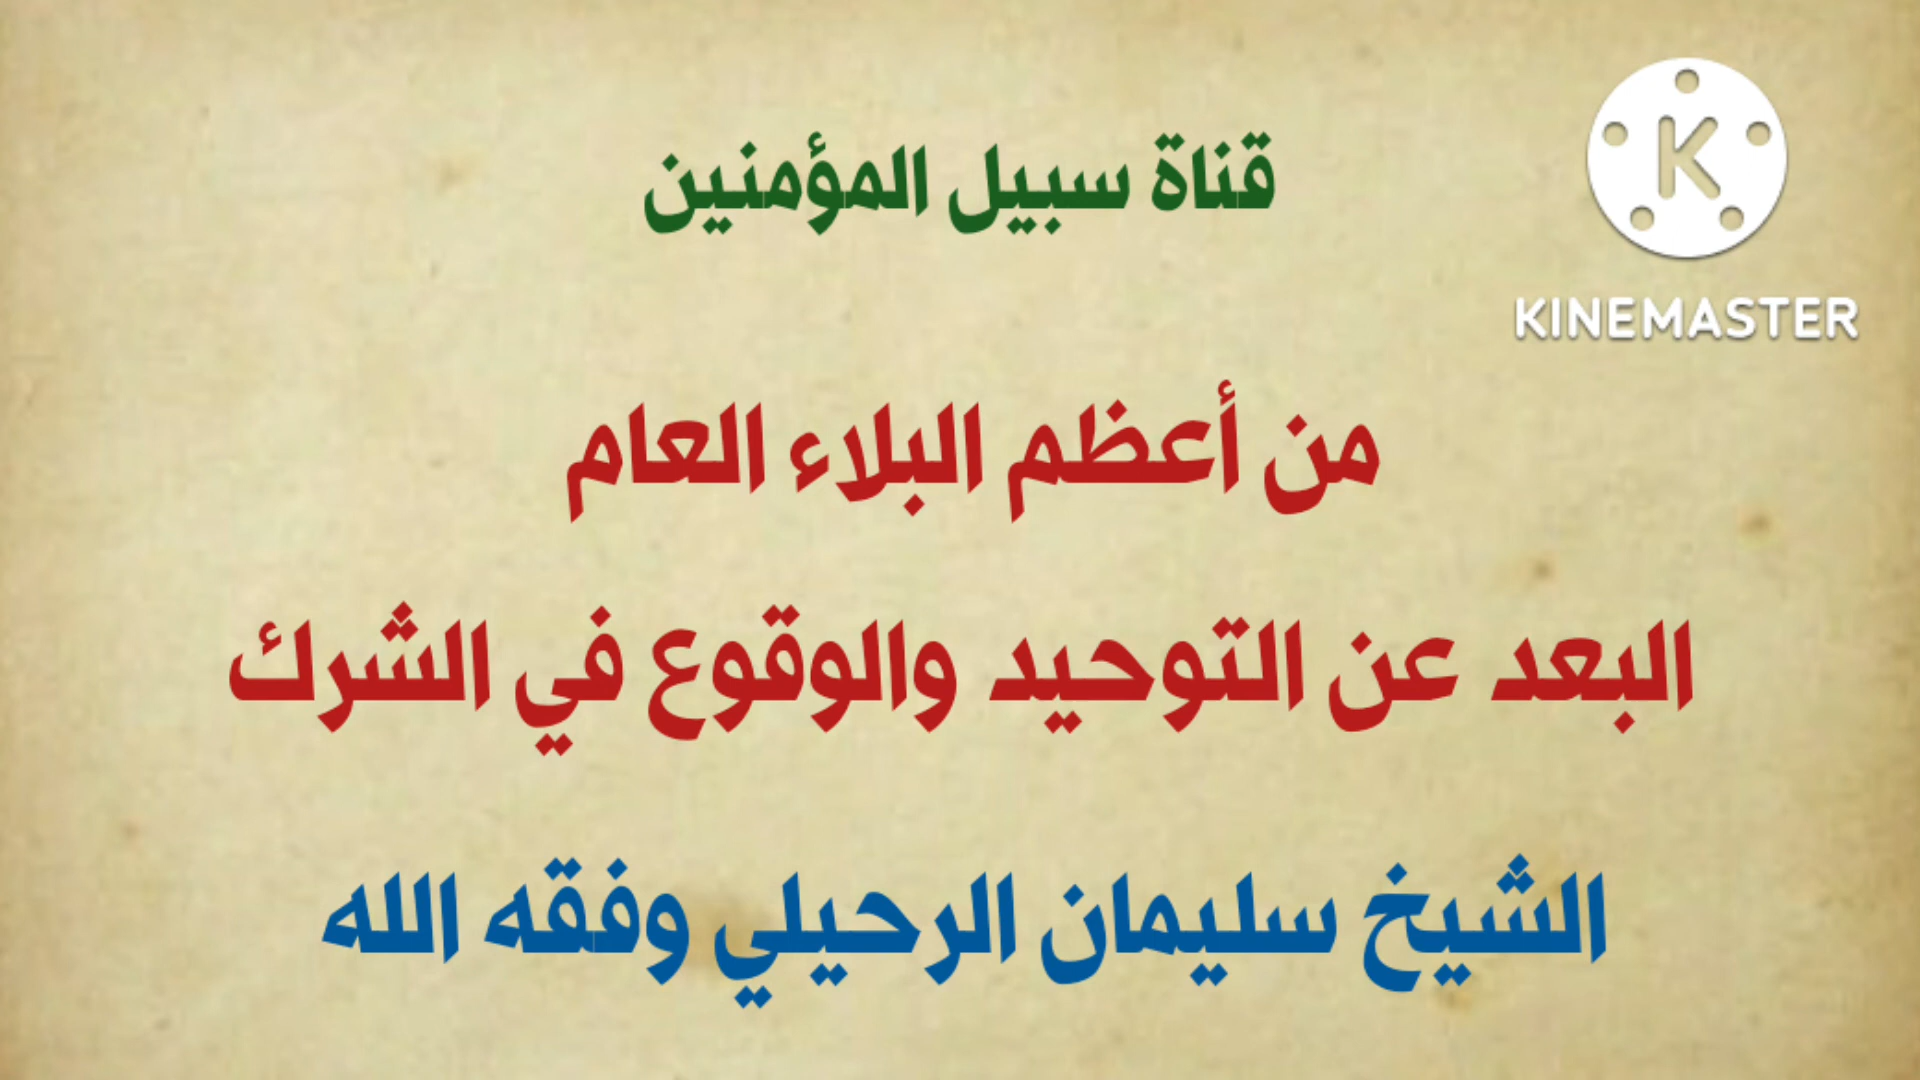 قناة سبيل المؤمنين
KINEMASTER
من أعظم البلاء العام
البعد عن التوحيد والوقوع في الشرك
الشيخ سليمان الرحيلي وفقه الله